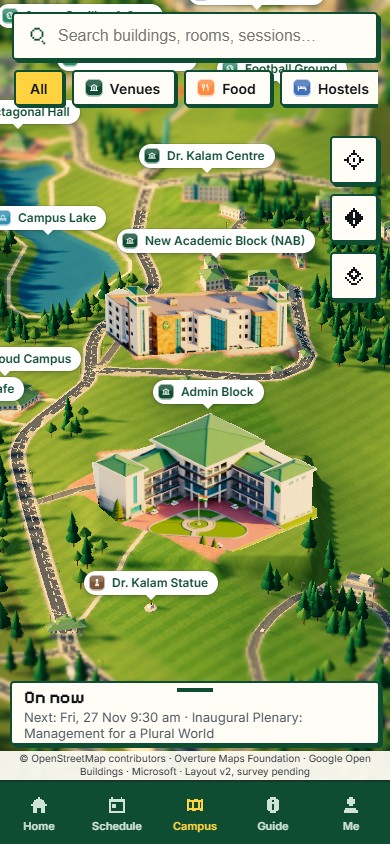 Search buildings, rooms, sessions…
Football Ground
All
Venues
Food
Hostels
ctagonal Hall
Dr. Kalam Centre
Campus Lake
New Academic Block (NAB)
oud Campus
afe
Admin Block
Dr. Kalam Statue
On now
Next: Fri, 27 Nov 9:30 am · Inaugural Plenary:
Management for a Plural World
© OpenStreetMap contributors · Overture Maps Foundation · Google Open
Buildings · Microsoft · Layout v2, survey pending
Home
Schedule
Campus
Guide
Me